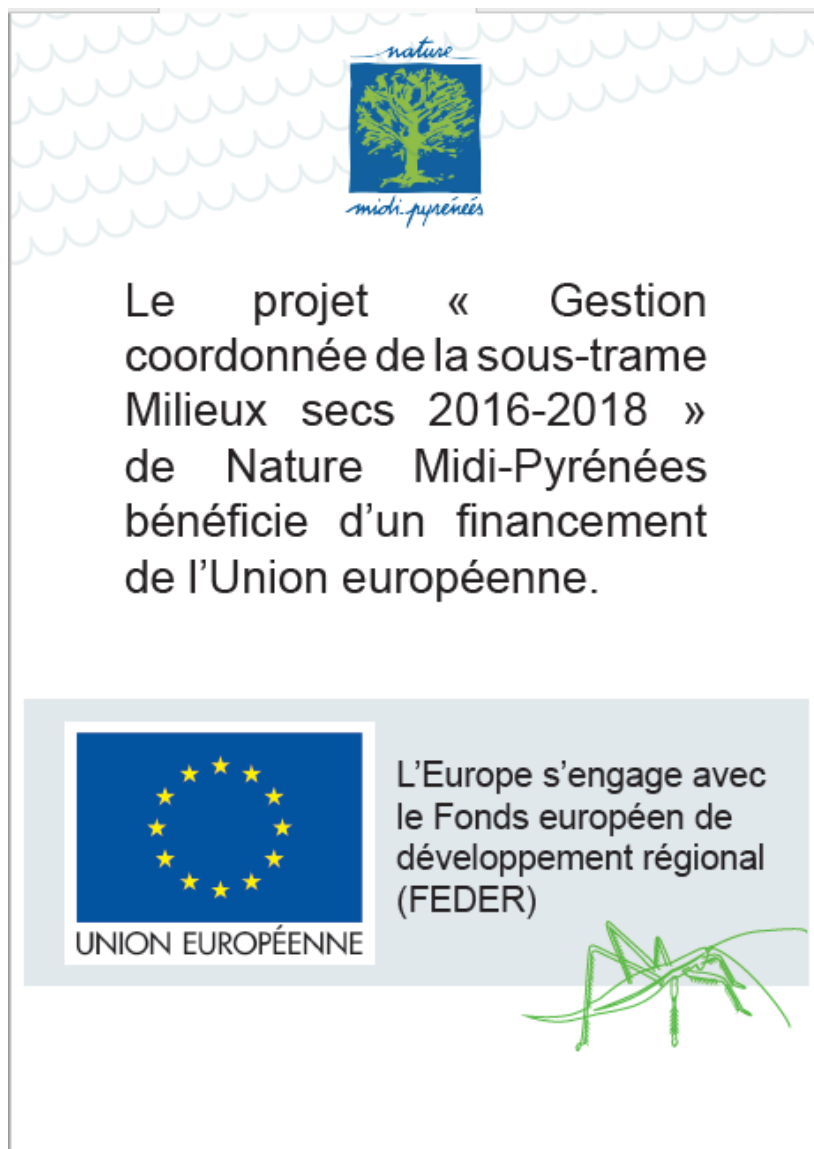 nature
midi-pyrénées
Le projet « Gestion
coordonnée de la sous-trame
Milieux secs 2016-2018 »
de Nature Midi-Pyrénées
bénéficie d'un financement
de l'Union européenne.
L'Europe s'engage avec
le Fonds européen de
développement régional
(FEDER)
UNION EUROPÉENNE